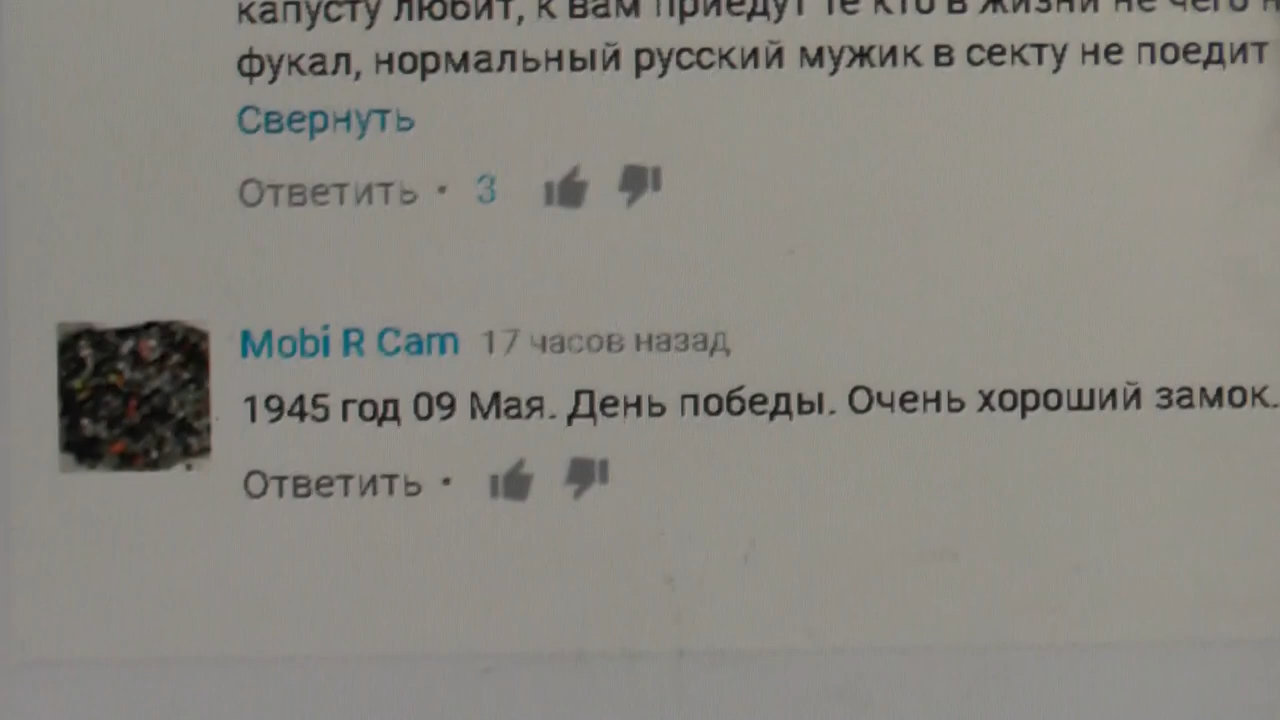 капусту любит, к вам приедут те кто в жизни не чего
фукал, нормальный русский мужик в секту не поедит
Свернуть
Ответить · 3
Mobi R Cam 17 часов назад
1945 год 09 Мая. День победы. Очень хороший замок.
Ответить ·